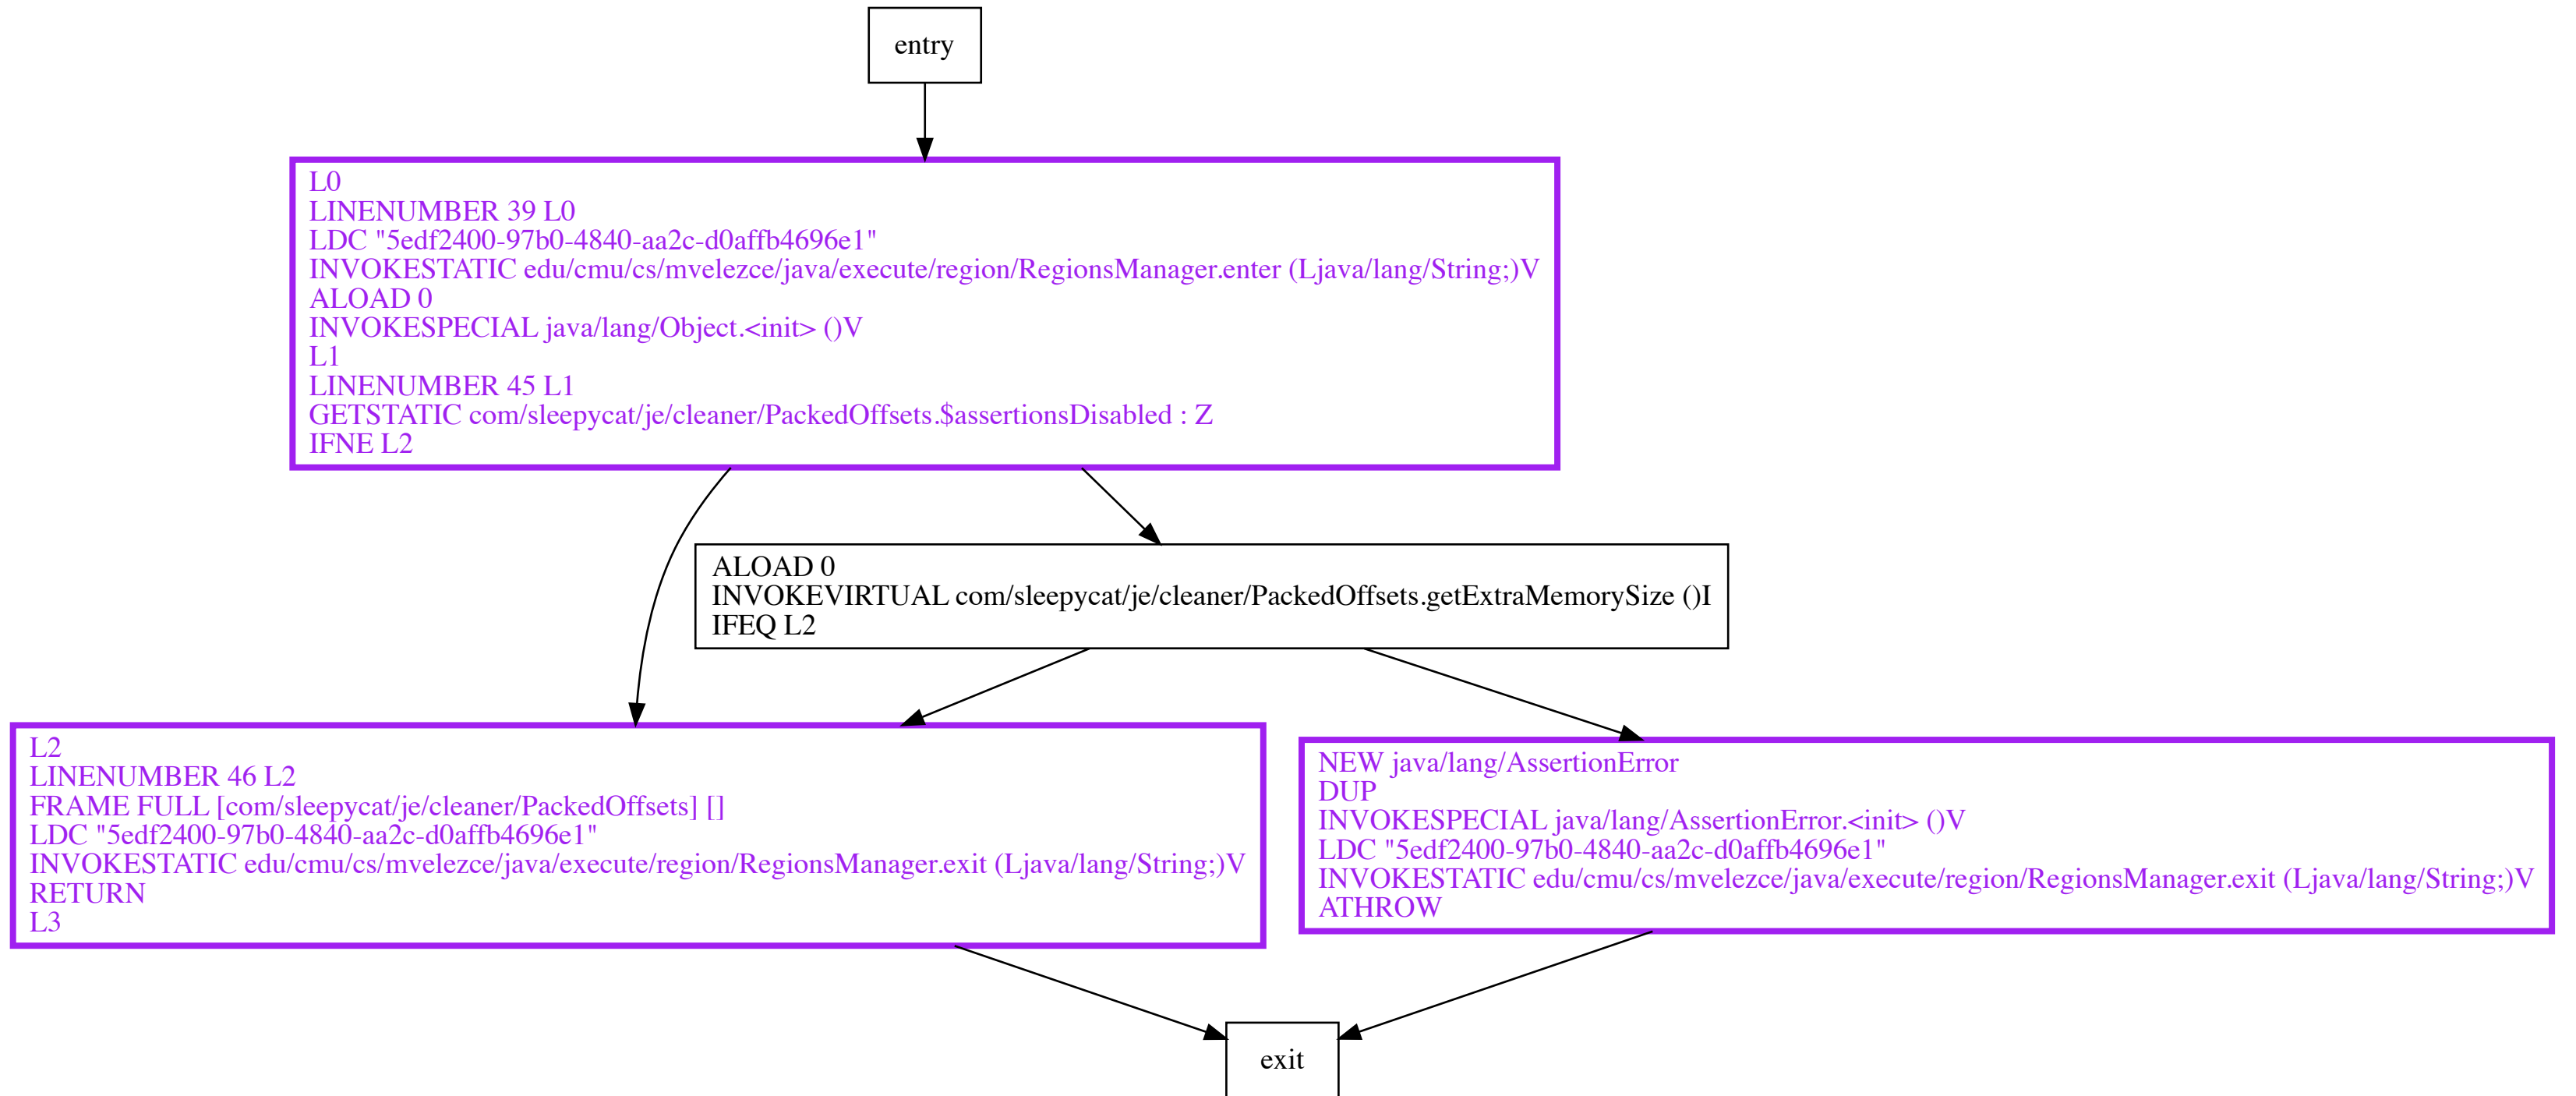 entry
L0
LINENUMBER 39 L0
LDC "5edf2400-97b0-4840-aa2c-d0affb4696e1"
INVOKESTATIC edu/cmu/cs/mvelezce/java/execute/region/RegionsManager.enter (Ljava/lang/String;)V
ALOAD 0
INVOKESPECIAL java/lang/Object.<init> ()V
L1
LINENUMBER 45 L1
GETSTATIC com/sleepycat/je/cleaner/PackedOffsets.$assertionsDisabled : Z
IFNE L2
ALOAD 0
INVOKEVIRTUAL com/sleepycat/je/cleaner/PackedOffsets.getExtraMemorySize ()I
IFEQ L2
L2
LINENUMBER 46 L2
FRAME FULL [com/sleepycat/je/cleaner/PackedOffsets] []
LDC "5edf2400-97b0-4840-aa2c-d0affb4696e1"
INVOKESTATIC edu/cmu/cs/mvelezce/java/execute/region/RegionsManager.exit (Ljava/lang/String;)V
RETURN
L3
NEW java/lang/AssertionError
DUP
INVOKESPECIAL java/lang/AssertionError.<init> ()V
LDC "5edf2400-97b0-4840-aa2c-d0affb4696e1"
INVOKESTATIC edu/cmu/cs/mvelezce/java/execute/region/RegionsManager.exit (Ljava/lang/String;)V
ATHROW
exit